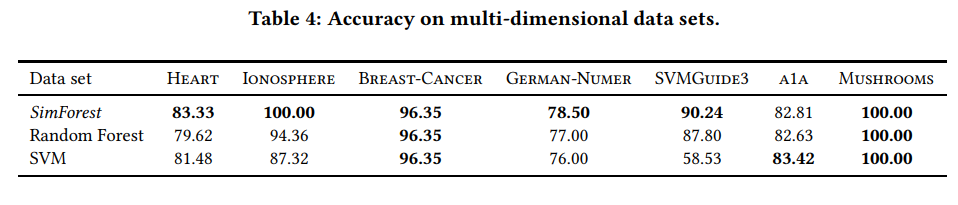 Table 4: Accuracy on multi-dimensional data sets.
Data set HEART IONOSPHERE BREAST-CANCER GERMAN-NUMER SVMGUIDE3 A1A MUSHROOMS
SimForest 83.33 100.00 96.35 78.50 90.24 82.81 100.00
Random Forest 79.62 94.36 96.35 77.00 87.80 82.63 100.00
SVM 81.48 87.32 96.35 76.00 58.53 83.42 100.00